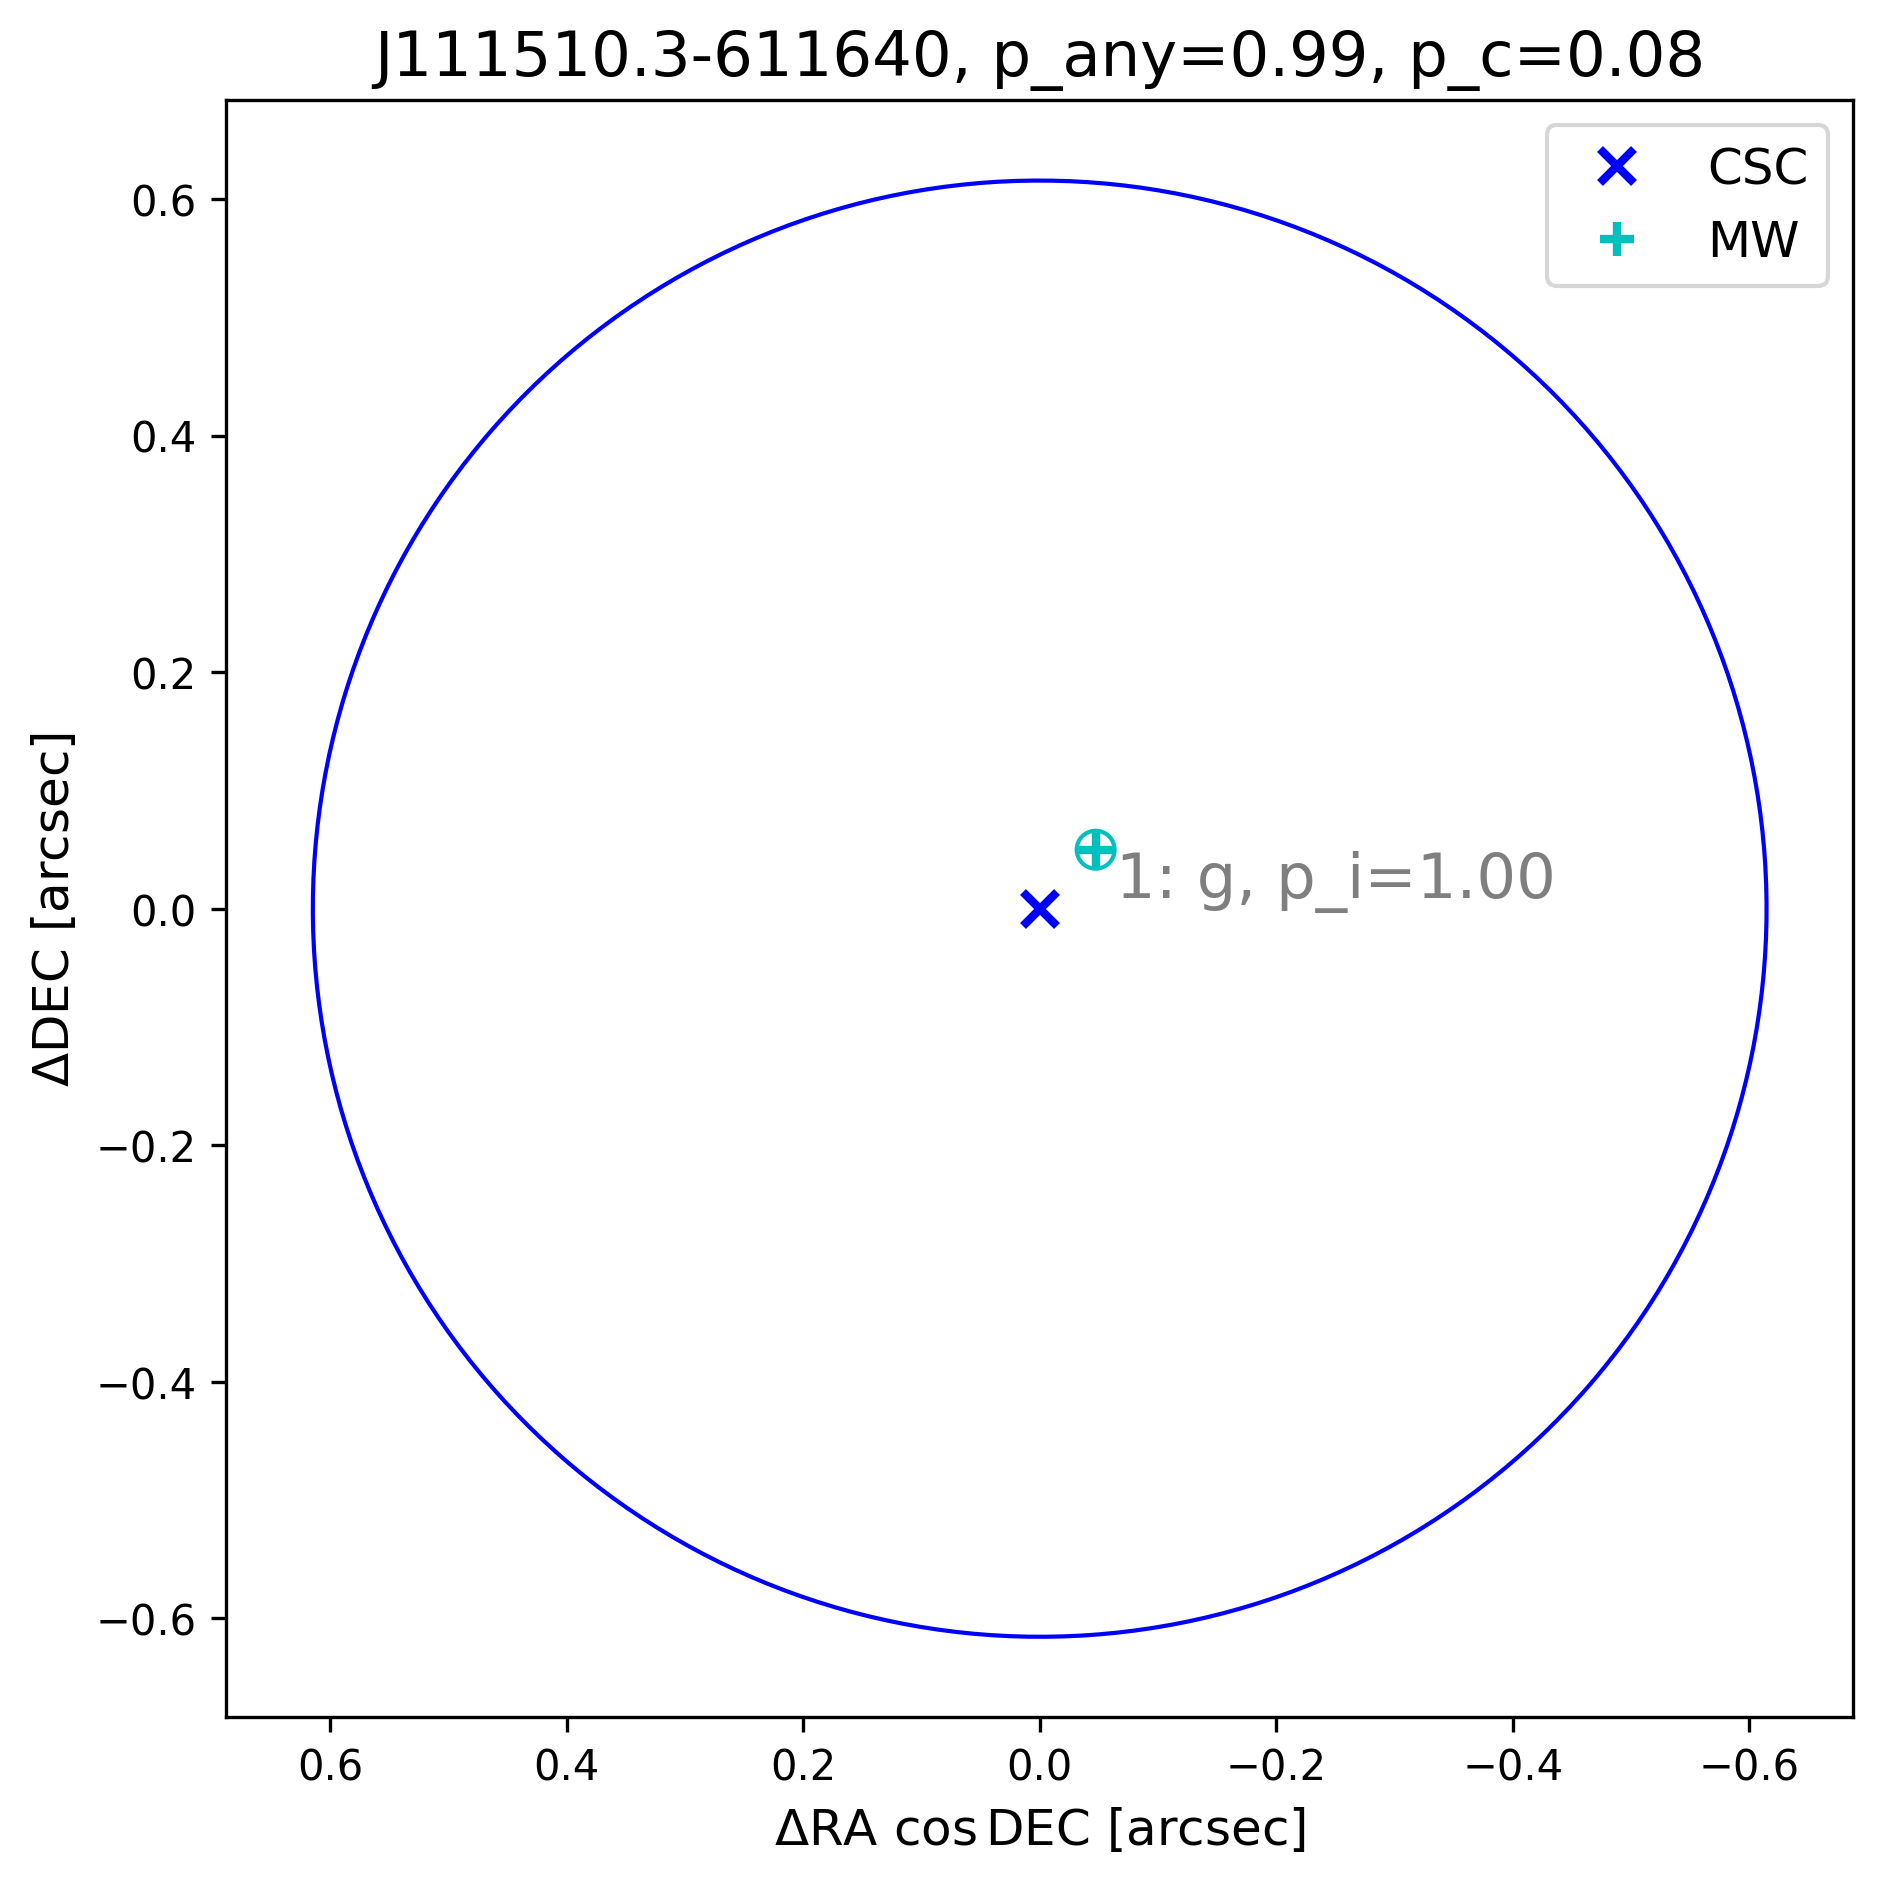 J111510.3-611640, p_any=0.99, p_c=0.08
CSC
MW
0.6
0.4
0.2
0.0
−0.2
−0.4
−0.6
ΔDEC [arcsec]
1: g, p_i=1.00
0.6 0.4 0.2 0.0 −0.2 −0.4 −0.6
ΔRA cos DEC [arcsec]